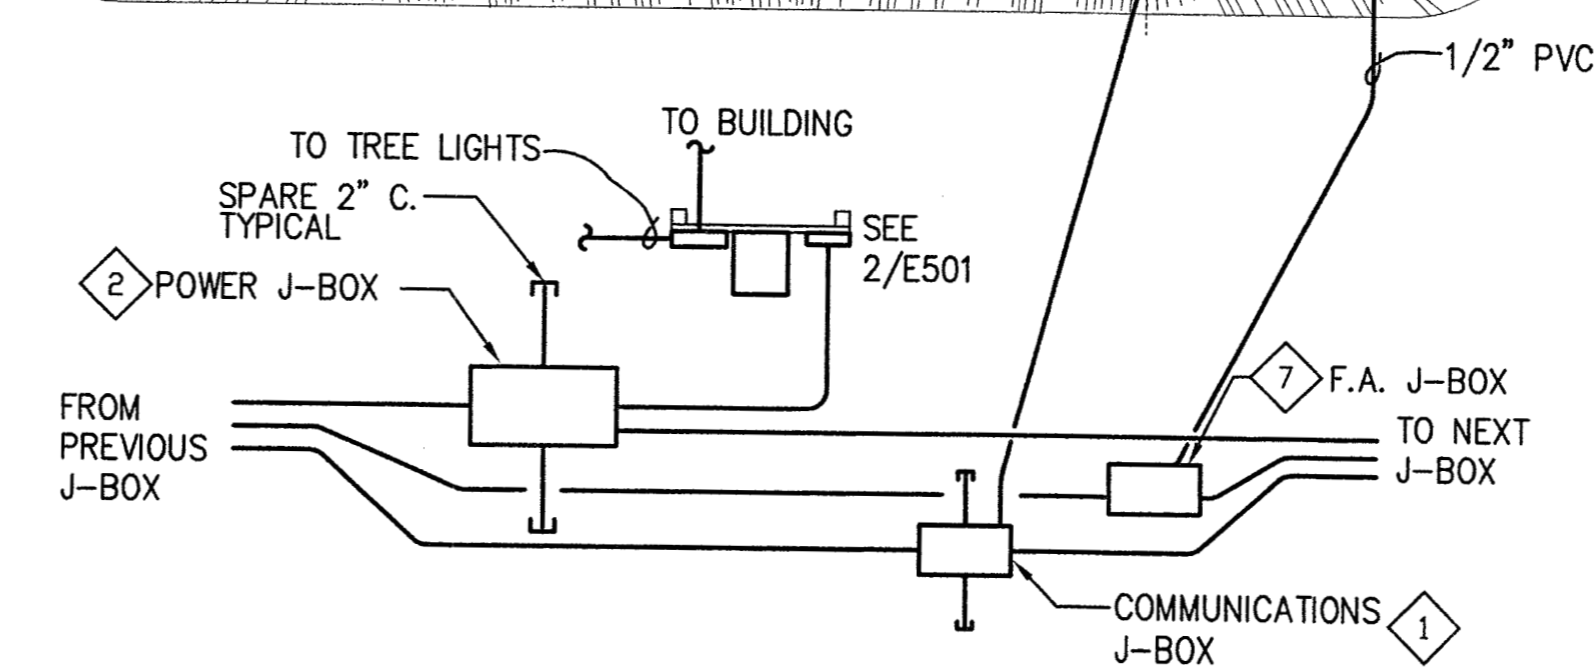 1/2" PVC
TO BUILDING
TO TREE LIGHTS
SPARE 2" C.
TYPICAL
SEE
2/E501
2 POWER J-BOX
7 F.A. J-BOX
FROM
PREVIOUS
J-BOX
TO NEXT
J-BOX
COMMUNICATIONS 1
J-BOX